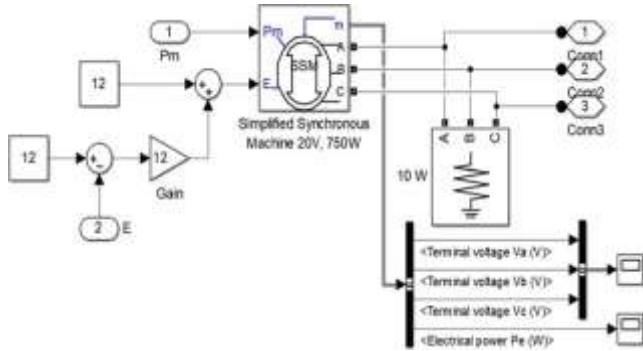 1
Pm
Pm
m
A
B
C
E
SSM
12
Simplified Synchronous
Machine 20V, 750W
12
12
Gain
2
E
1
Conn1
2
Conn2
3
Conn3
A
B
C
10 W
<Terminal voltage Va (V)>
<Terminal voltage Vb (V)>
<Terminal voltage Vc (V)>
<Electrical power Pe (W)>